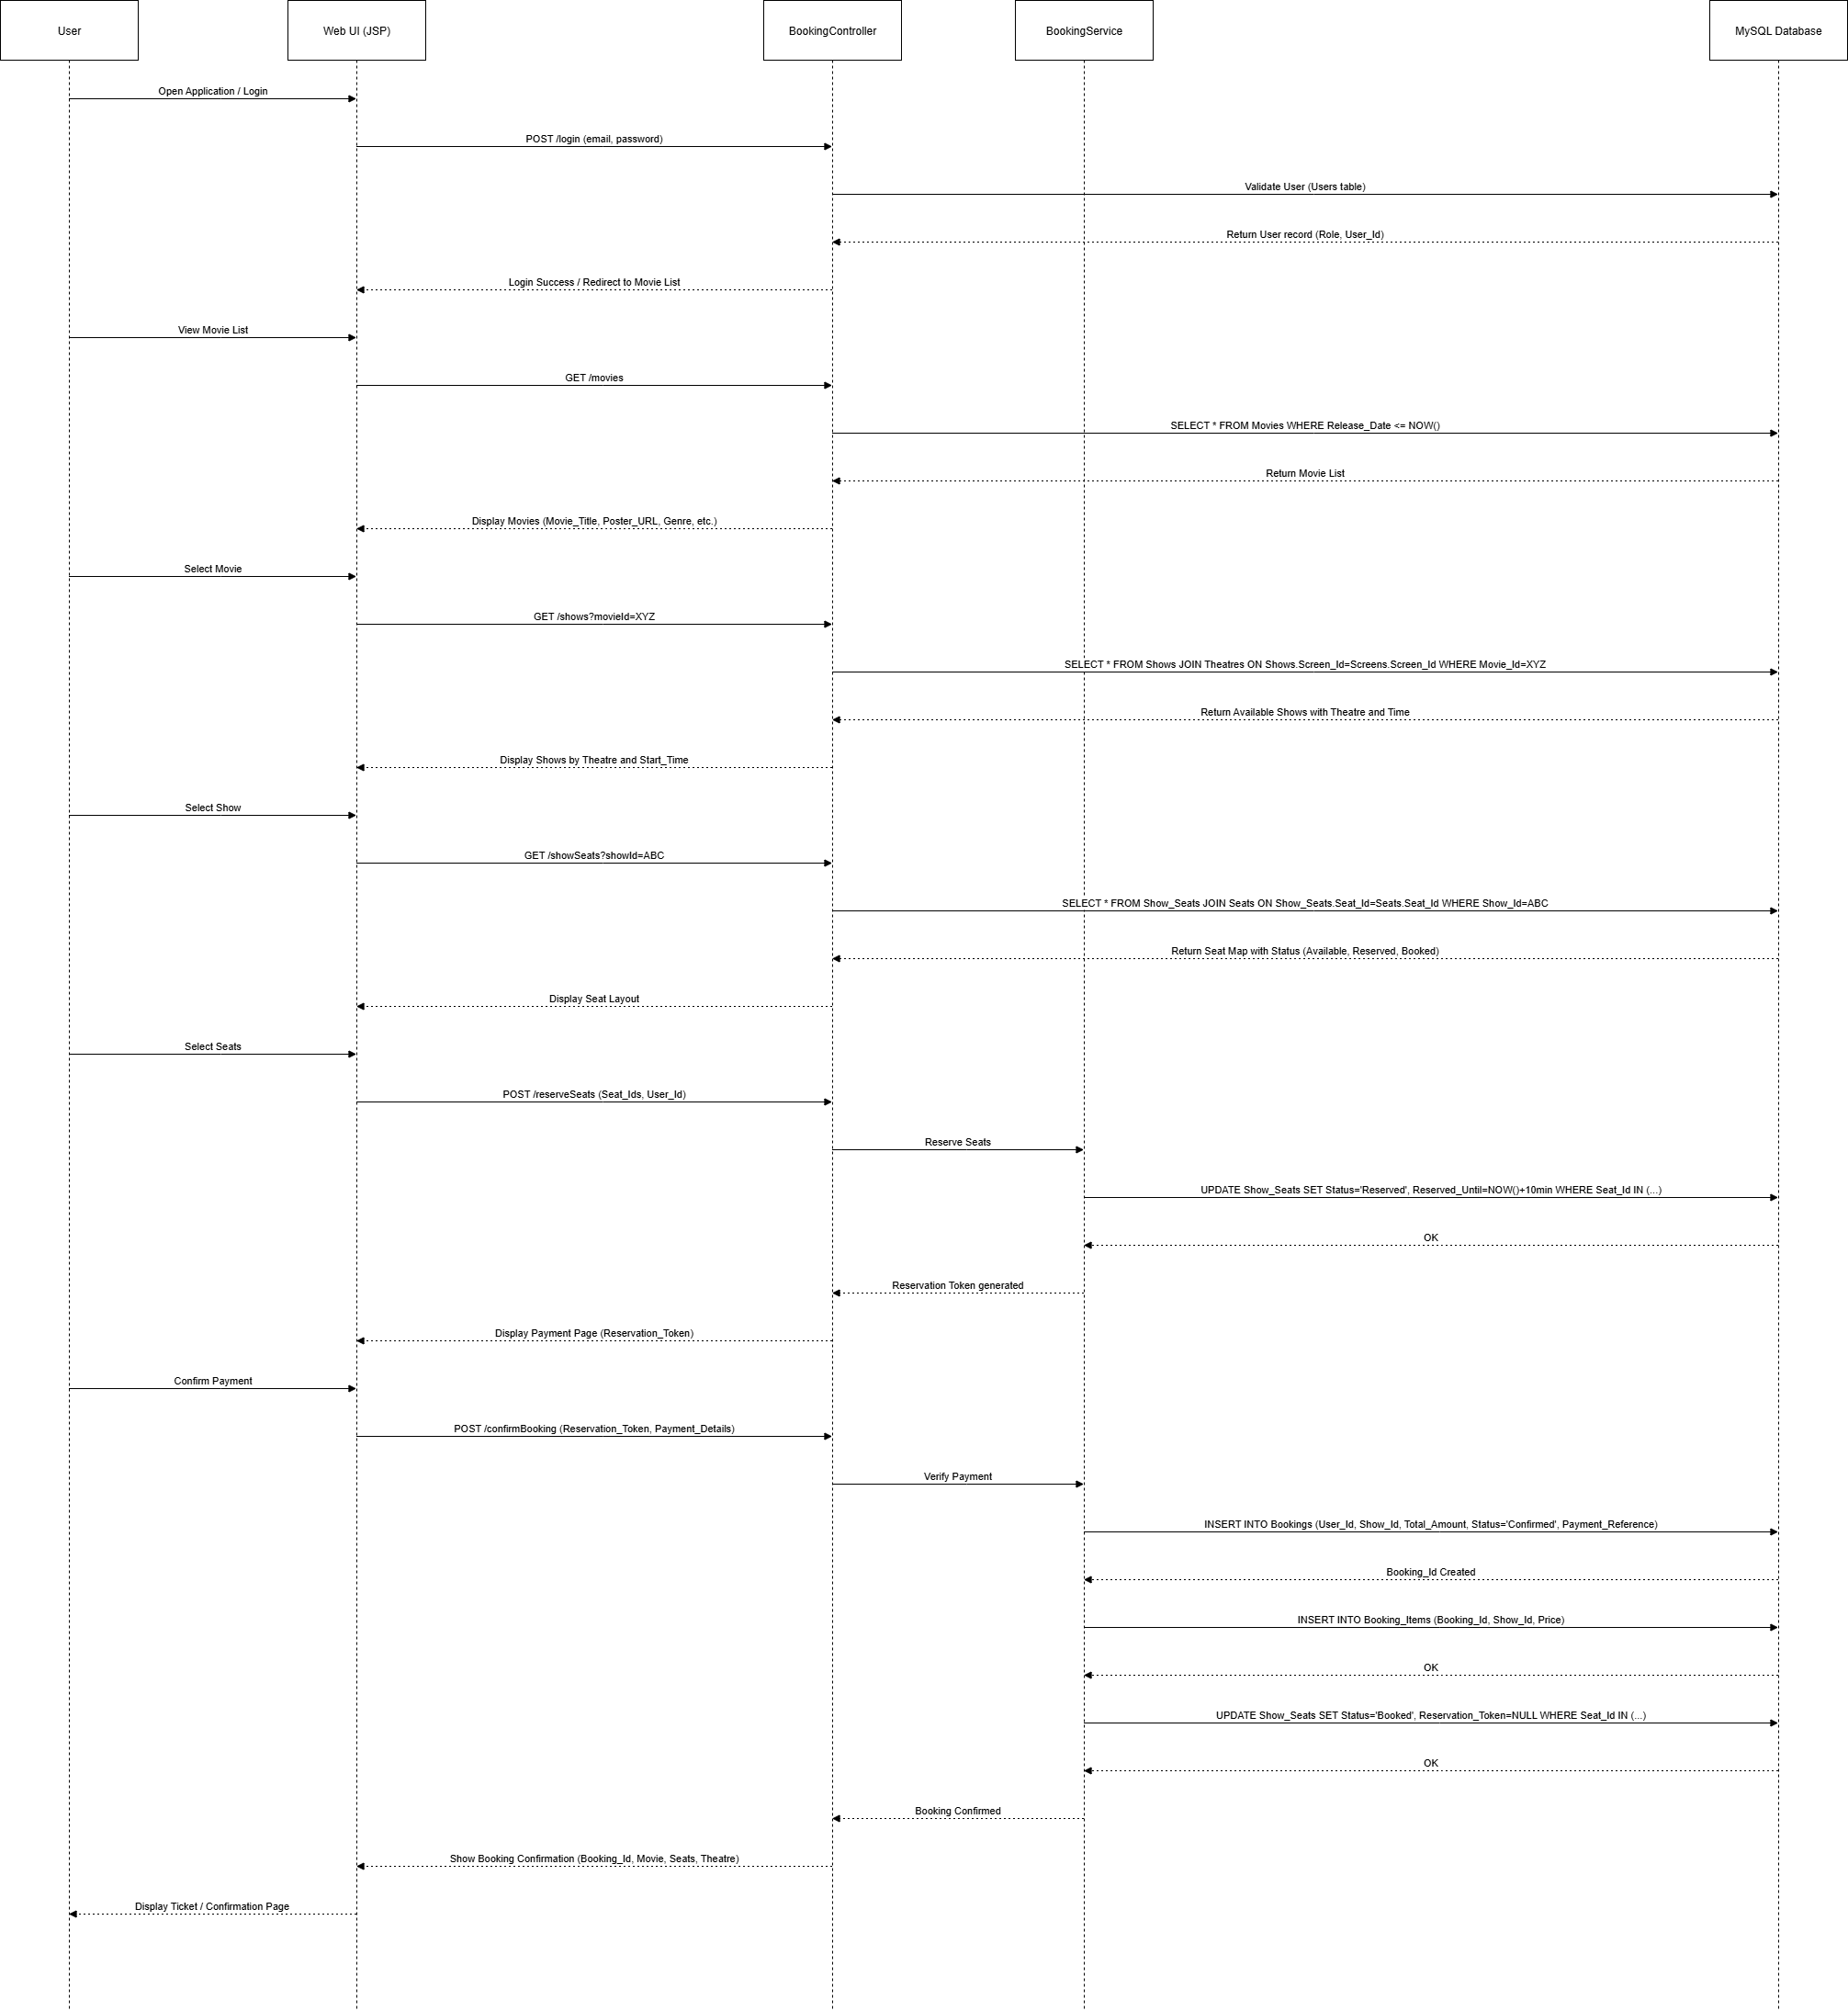 User
Web UI (JSP)
BookingController
BookingService
MySQL Database
Open Application / Login
POST /login (email, password)
Validate User (Users table)
Return User record (Role, User_Id)
Login Success / Redirect to Movie List
View Movie List
GET /movies
SELECT * FROM Movies WHERE Release_Date <= NOW()
Return Movie List
Display Movies (Movie_Title, Poster_URL, Genre, etc.)
Select Movie
GET /shows?movieId=XYZ
SELECT * FROM Shows JOIN Theatres ON Shows.Screen_Id=Screens.Screen_Id WHERE Movie_Id=XYZ
Return Available Shows with Theatre and Time
Display Shows by Theatre and Start_Time
Select Show
GET /showSeats?showId=ABC
SELECT * FROM Show_Seats JOIN Seats ON Show_Seats.Seat_Id=Seats.Seat_Id WHERE Show_Id=ABC
Return Seat Map with Status (Available, Reserved, Booked)
Display Seat Layout
Select Seats
POST /reserveSeats (Seat_Ids, User_Id)
Reserve Seats
UPDATE Show_Seats SET Status='Reserved', Reserved_Until=NOW()+10min WHERE Seat_Id IN (...)
OK
Reservation Token generated
Display Payment Page (Reservation_Token)
Confirm Payment
POST /confirmBooking (Reservation_Token, Payment_Details)
Verify Payment
INSERT INTO Bookings (User_Id, Show_Id, Total_Amount, Status='Confirmed', Payment_Reference)
Booking_Id Created
INSERT INTO Booking_Items (Booking_Id, Show_Id, Price)
OK
UPDATE Show_Seats SET Status='Booked', Reservation_Token=NULL WHERE Seat_Id IN (...)
OK
Booking Confirmed
Show Booking Confirmation (Booking_Id, Movie, Seats, Theatre)
Display Ticket / Confirmation Page